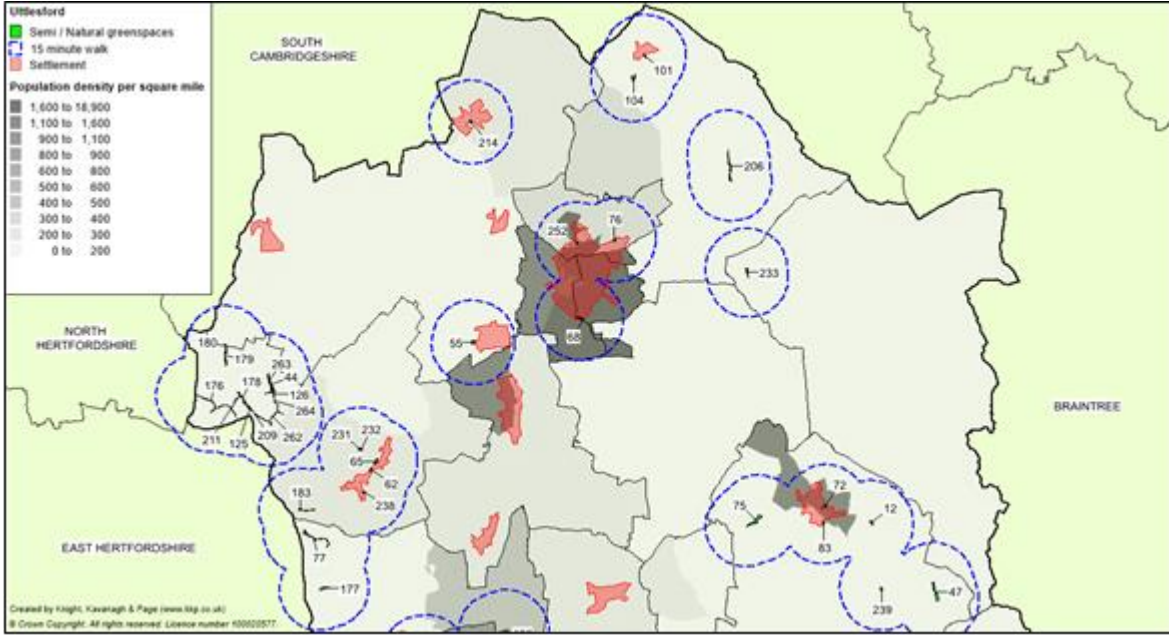 Uttlesford
Semi / Natural greenspaces
15 minute walk
Settlement
Population density per square mile
1,600 to 18,900
1,100 to 1,600
900 to 1,100
800 to 900
600 to 800
500 to 600
400 to 500
300 to 400
200 to 300
0 to 200
SOUTH
CAMBRIDGESHIRE
101
104
214
206
252
76
233
NORTH
HERTFORDSHIRE
180
179
55
68
263
44
176
178
126
264
BRAINTREE
211
125
209
262
231
232
65
62
183
238
72
75
12
83
EAST HERTFORDSHIRE
77
177
239
47
Created by Knight, Kavanagh & Page (www.kkp.co.uk)
© Crown Copyright. All rights reserved. Licence number 100020577.